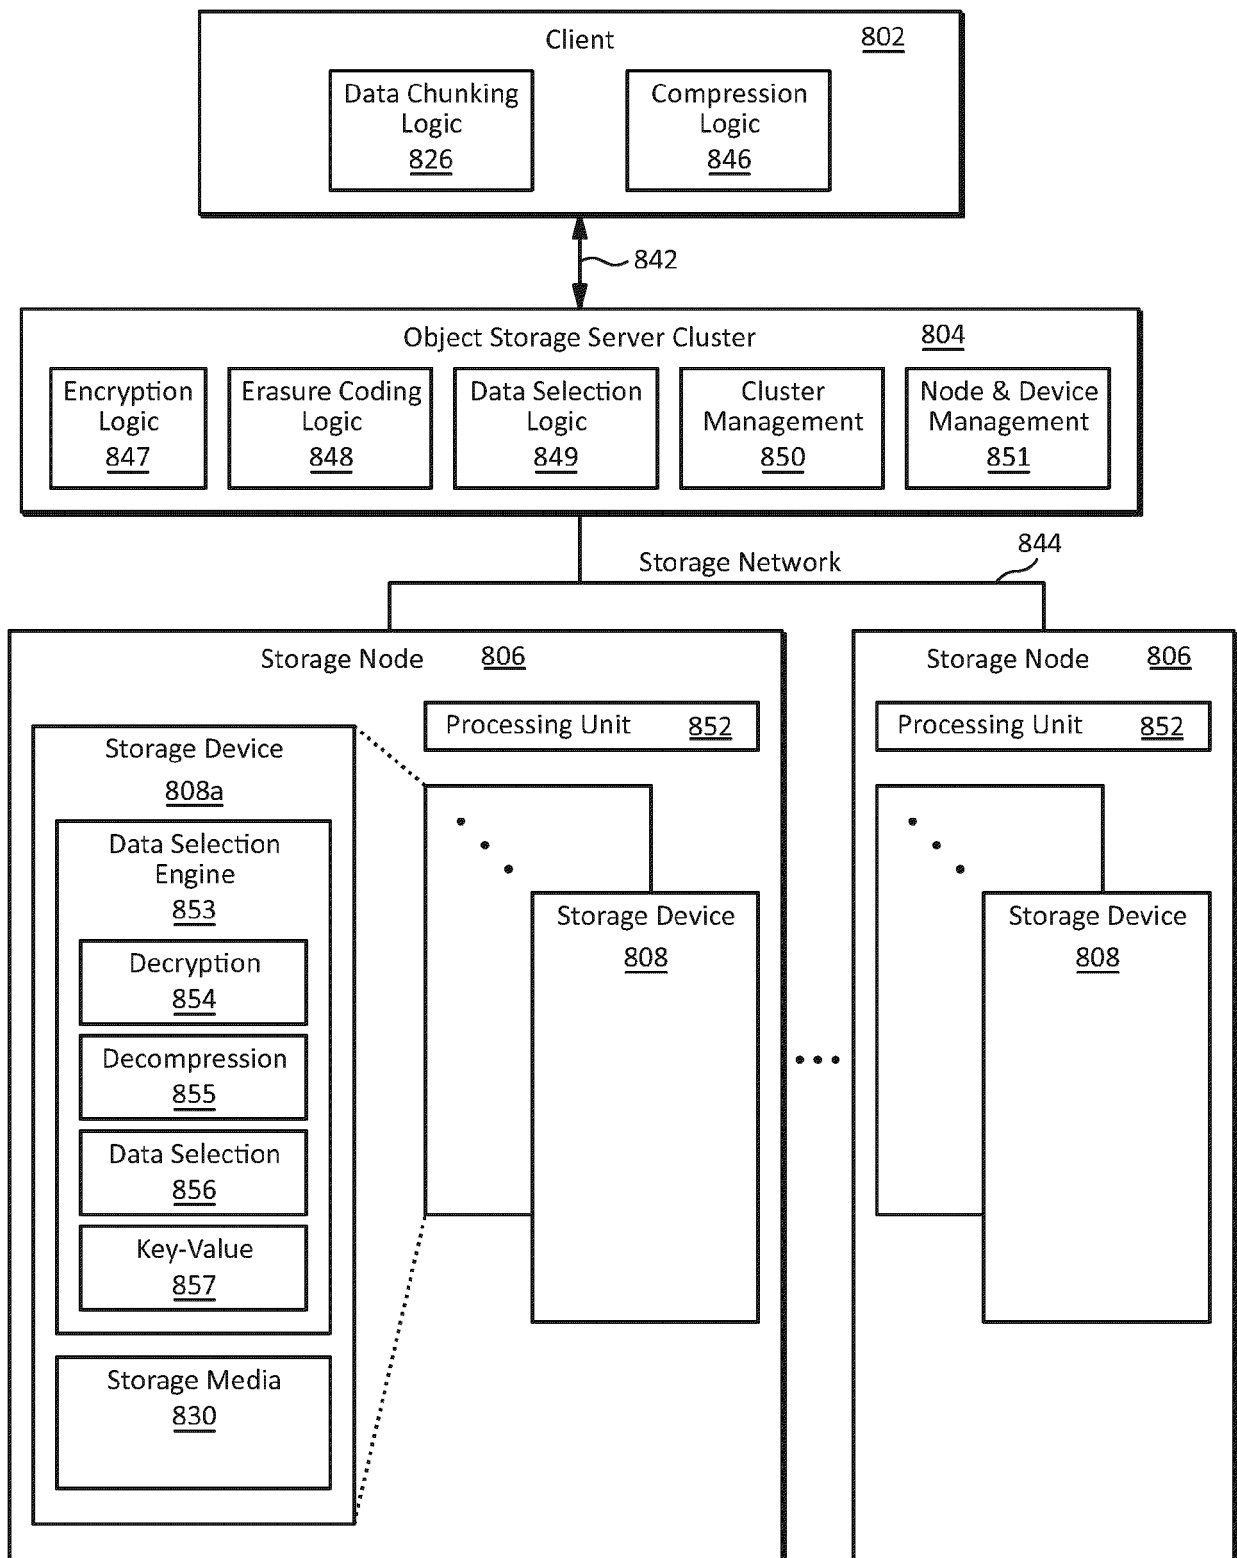 Client 802
Data Chunking
Logic
826
Compression
Logic
846
842
Object Storage Server Cluster 804
Encryption
Logic
847
Erasure Coding
Logic
848
Data Selection
Logic
849
Cluster
Management
850
Node & Device
Management
851
Storage Network
844
Storage Node 806
Processing Unit 852
Storage Device
808a
Data Selection
Engine
853
Decryption
854
Decompression
855
Data Selection
856
Key-Value
857
Storage Media
830
Storage Device
808
Storage Node 806
Processing Unit 852
Storage Device
808